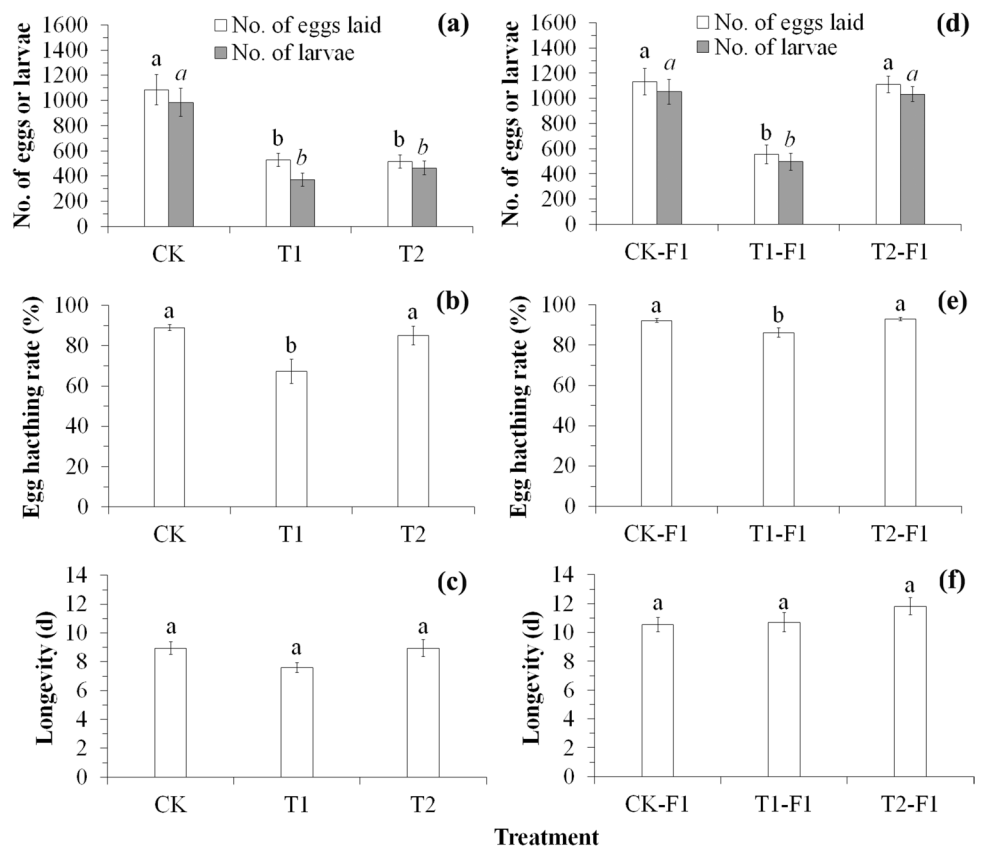 (a)
No. of eggs laid
No. of larvae
No. of eggs or larvae
1600
1400
1200
1000
800
600
400
200
0
a
a
b
b
b
b
CK
T1
T2
(d)
No. of eggs laid
No. of larvae
No. of eggs or larvae
1600
1400
1200
1000
800
600
400
200
0
a
a
b
b
a
a
CK-F1
T1-F1
T2-F1
(b)
Egg hacthing rate (%)
100
80
60
40
20
0
a
b
a
CK
T1
T2
(e)
Egg hacthing rate (%)
100
80
60
40
20
0
a
b
a
CK-F1
T1-F1
T2-F1
(c)
Longevity (d)
14
12
10
8
6
4
2
0
a
a
a
CK
T1
T2
(f)
Longevity (d)
14
12
10
8
6
4
2
0
a
a
a
CK-F1
T1-F1
T2-F1
Treatment